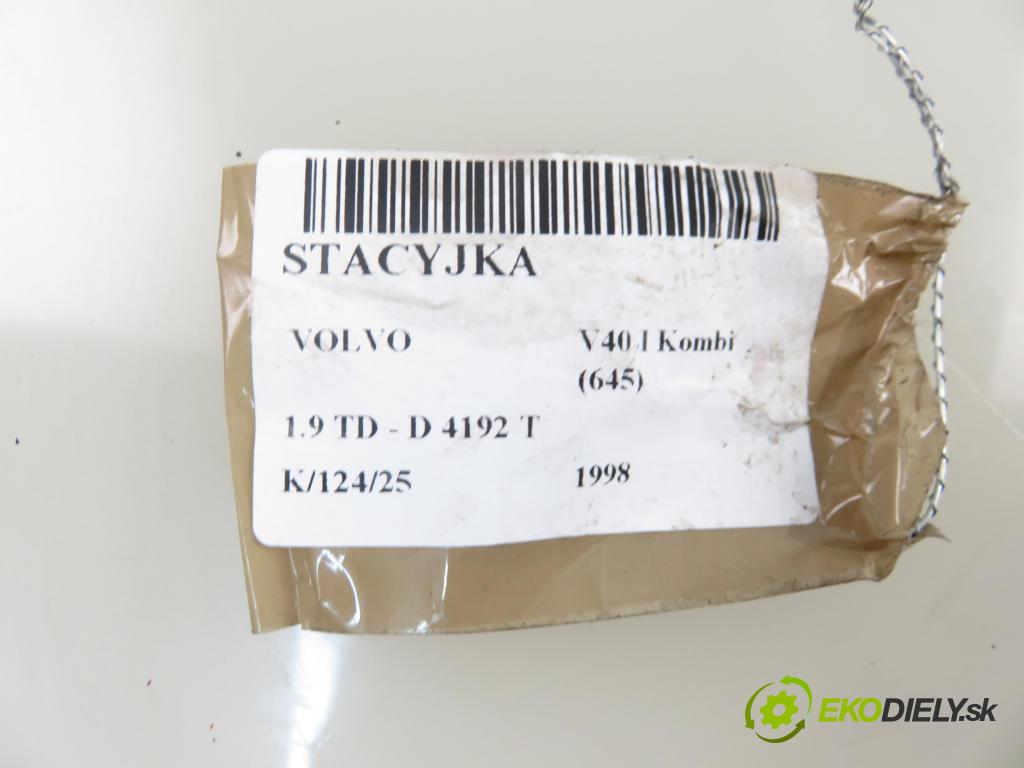 STACYJKA
VOLVO V40 I Kombi
(645)
1.9 TD - D 4192 T
K/124/25 1998
EKODIELY.sk